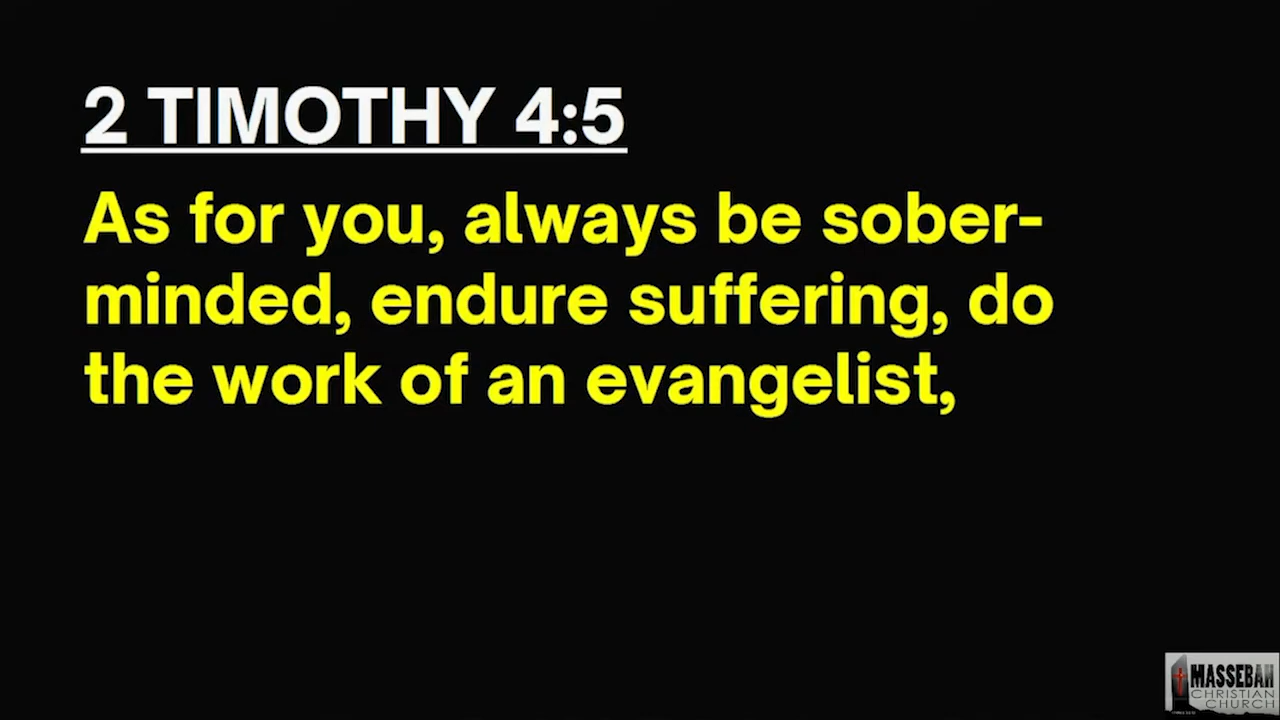 2 TIMOTHY 4:5
As for you, always be sober-
minded, endure suffering, do
the work of an evangelist,
MASSEBAH
CHRISTIAN
CHURCH